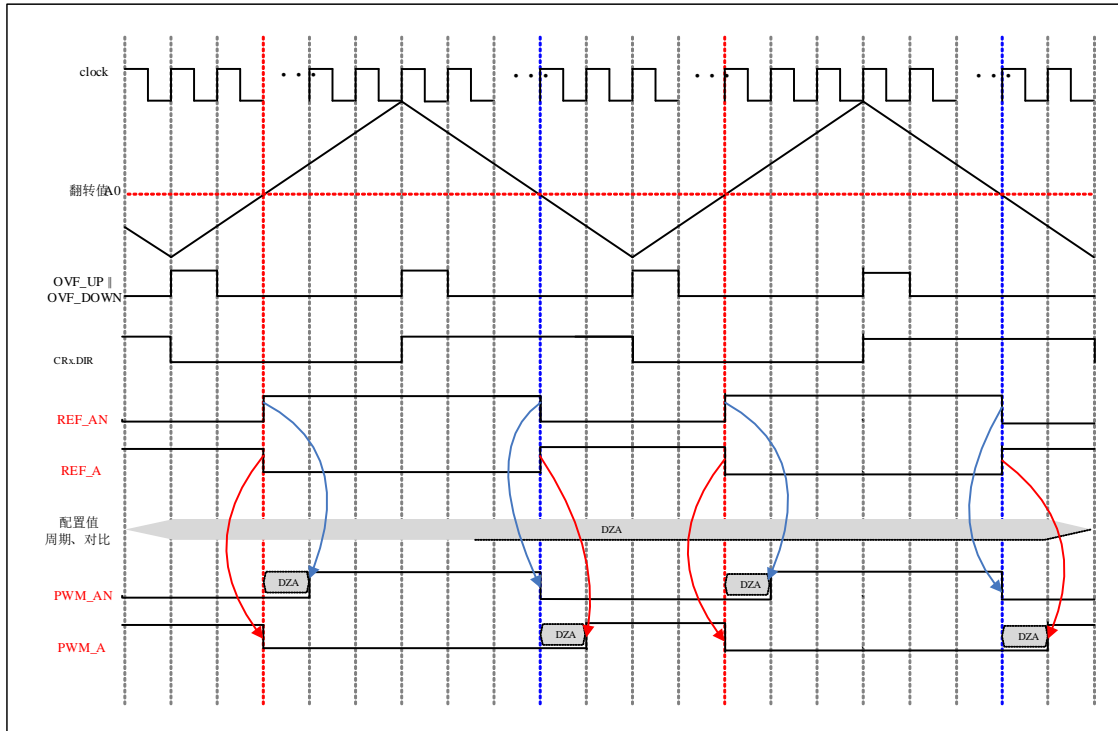 clock
翻转值A0
OVF_UP ||
OVF_DOWN
CRx.DIR
REF_AN
REF_A
配置值
周期、对比
DZA
PWM_AN
DZA
DZA
PWM_A
DZA
DZA